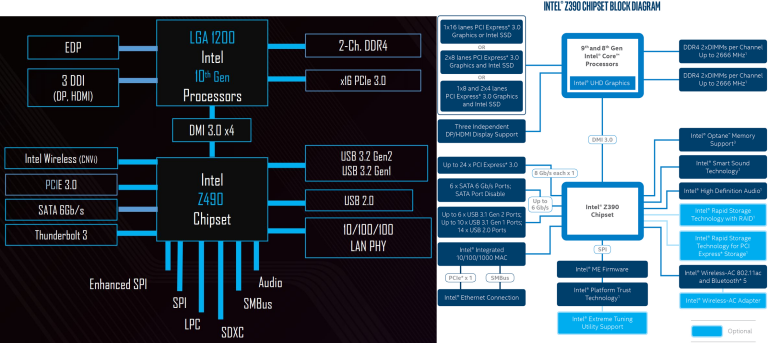 LGA 1200
Intel
10th Gen
Processors
EDP
3 DDI
(DP, HDMI)
2-Ch. DDR4
x16 PCIe 3.0
DMI 3.0 x4
Intel
Z490
Chipset
Intel Wireless (CNVi)
PCIE 3.0
SATA 6Gb/s
Thunderbolt 3
USB 3.2 Gen2
USB 3.2 Gen1
USB 2.0
10/100/100
LAN PHY
Enhanced SPI
SPI
LPC
SDXC
SMBus
Audio
INTEL® Z390 CHIPSET BLOCK DIAGRAM
1x16 lanes PCI Express* 3.0
Graphics or Intel SSD
OR
2x8 lanes PCI Express* 3.0
Graphics and Intel SSD
OR
1x8 and 2x4 lanes
PCI Express* 3.0 Graphics
and Intel SSD
Three Independent
DP/HDMI Display Support
9th and 8th Gen
Intel® Core™
Processors
Intel® UHD Graphics
DDR4 2xDIMMs per Channel
Up to 2666 MHz¹
DDR4 2xDIMMs per Channel
Up to 2666 MHz¹
DMI 3.0
Up to 24 x PCI Express* 3.0
8 Gb/s each x 1
6 x SATA 6 Gb/s Ports;
SATA Port Disable
Up to
6 Gb/s
Up to 6 x USB 3.1 Gen 2 Ports;
Up to 10 x USB 3.1 Gen 1 Ports;
14 x USB 2.0 Ports
Intel® Integrated
10/100/1000 MAC
PCIe* x 1
SMBus
Intel® Ethernet Connection
Intel® Z390
Chipset
SPI
Intel® ME Firmware
Intel® Platform Trust
Technology¹
Intel® Extreme Tuning
Utility Support
Intel® Optane™ Memory
Support²
Intel® Smart Sound
Technology¹
Intel® High Definition Audio¹
Intel® Rapid Storage
Technology with RAID¹
Intel® Rapid Storage
Technology for PCI
Express* Storage¹
Intel® Wireless-AC 802.11ac
and Bluetooth* 5
Intel® Wireless-AC Adapter
Optional